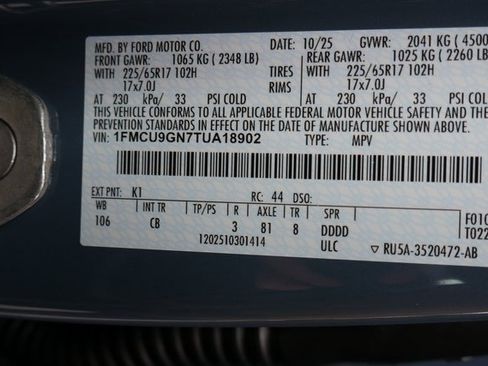 MFD. BY FORD MOTOR CO. 10/25 GVWR: 2041 KG ( 4500
FRONT GAWR: 1065 KG ( 2348 LB) REAR GAWR: 1025 KG ( 2260 LB
WITH 225/65R17 102H TIRES WITH 225/65R17 102H
17x7.0J RIMS 17x7.0J
AT 230 kPa/ 33 PSI COLD AT 230 kPa/ 33 PSI COLD
THIS VEHICLE CONFORMS TO ALL APPLICABLE FEDERAL MOTOR VEHICLE SAFETY AND THEFT
PREVENTION STANDARDS IN EFFECT ON THE DATE OF MANUFACTURE SHOWN ABOVE.
VIN: 1FMCU9GN7TUA18902 TYPE: MPV
EXT PNT: K1 RC: 44 DSO:
WB INT TR TP/PS R AXLE TR SPR
106 CB 3 81 8 DDDD
1202510301414 ULC
F010
T022
RU5A-3520472-AB